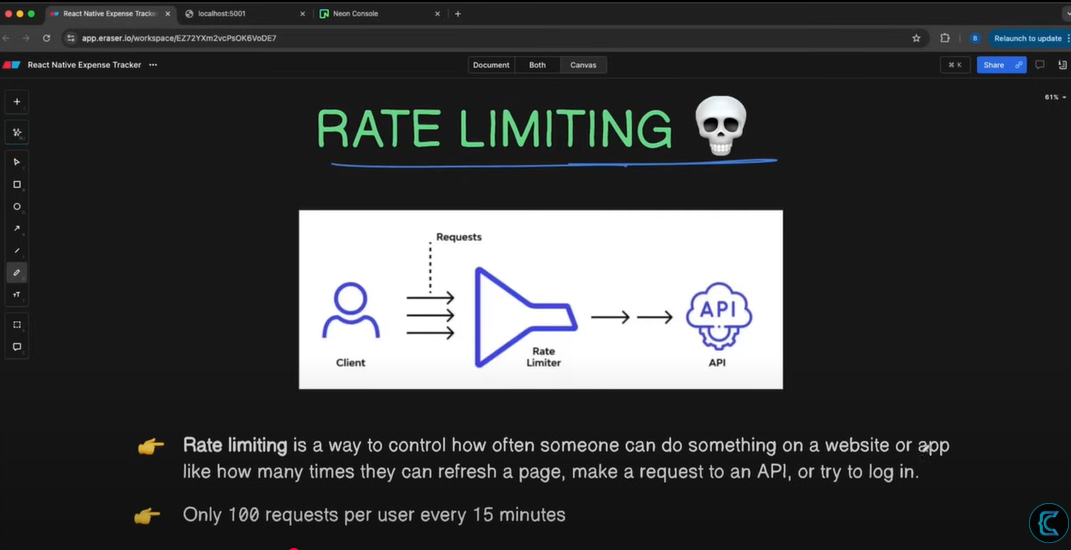 React Native Expense Tracke
localhost:5001
Neon Console
app.eraser.io/workspace/EZ72YXm2vcPsOK6VoDE7
B
Relaunch to update
React Native Expense Tracker
Document
Both
Canvas
⌘ K
Share
61%
RATE LIMITING
Requests
Client
Rate
Limiter
API
API
Rate limiting is a way to control how often someone can do something on a website or app
like how many times they can refresh a page, make a request to an API, or try to log in.
Only 100 requests per user every 15 minutes